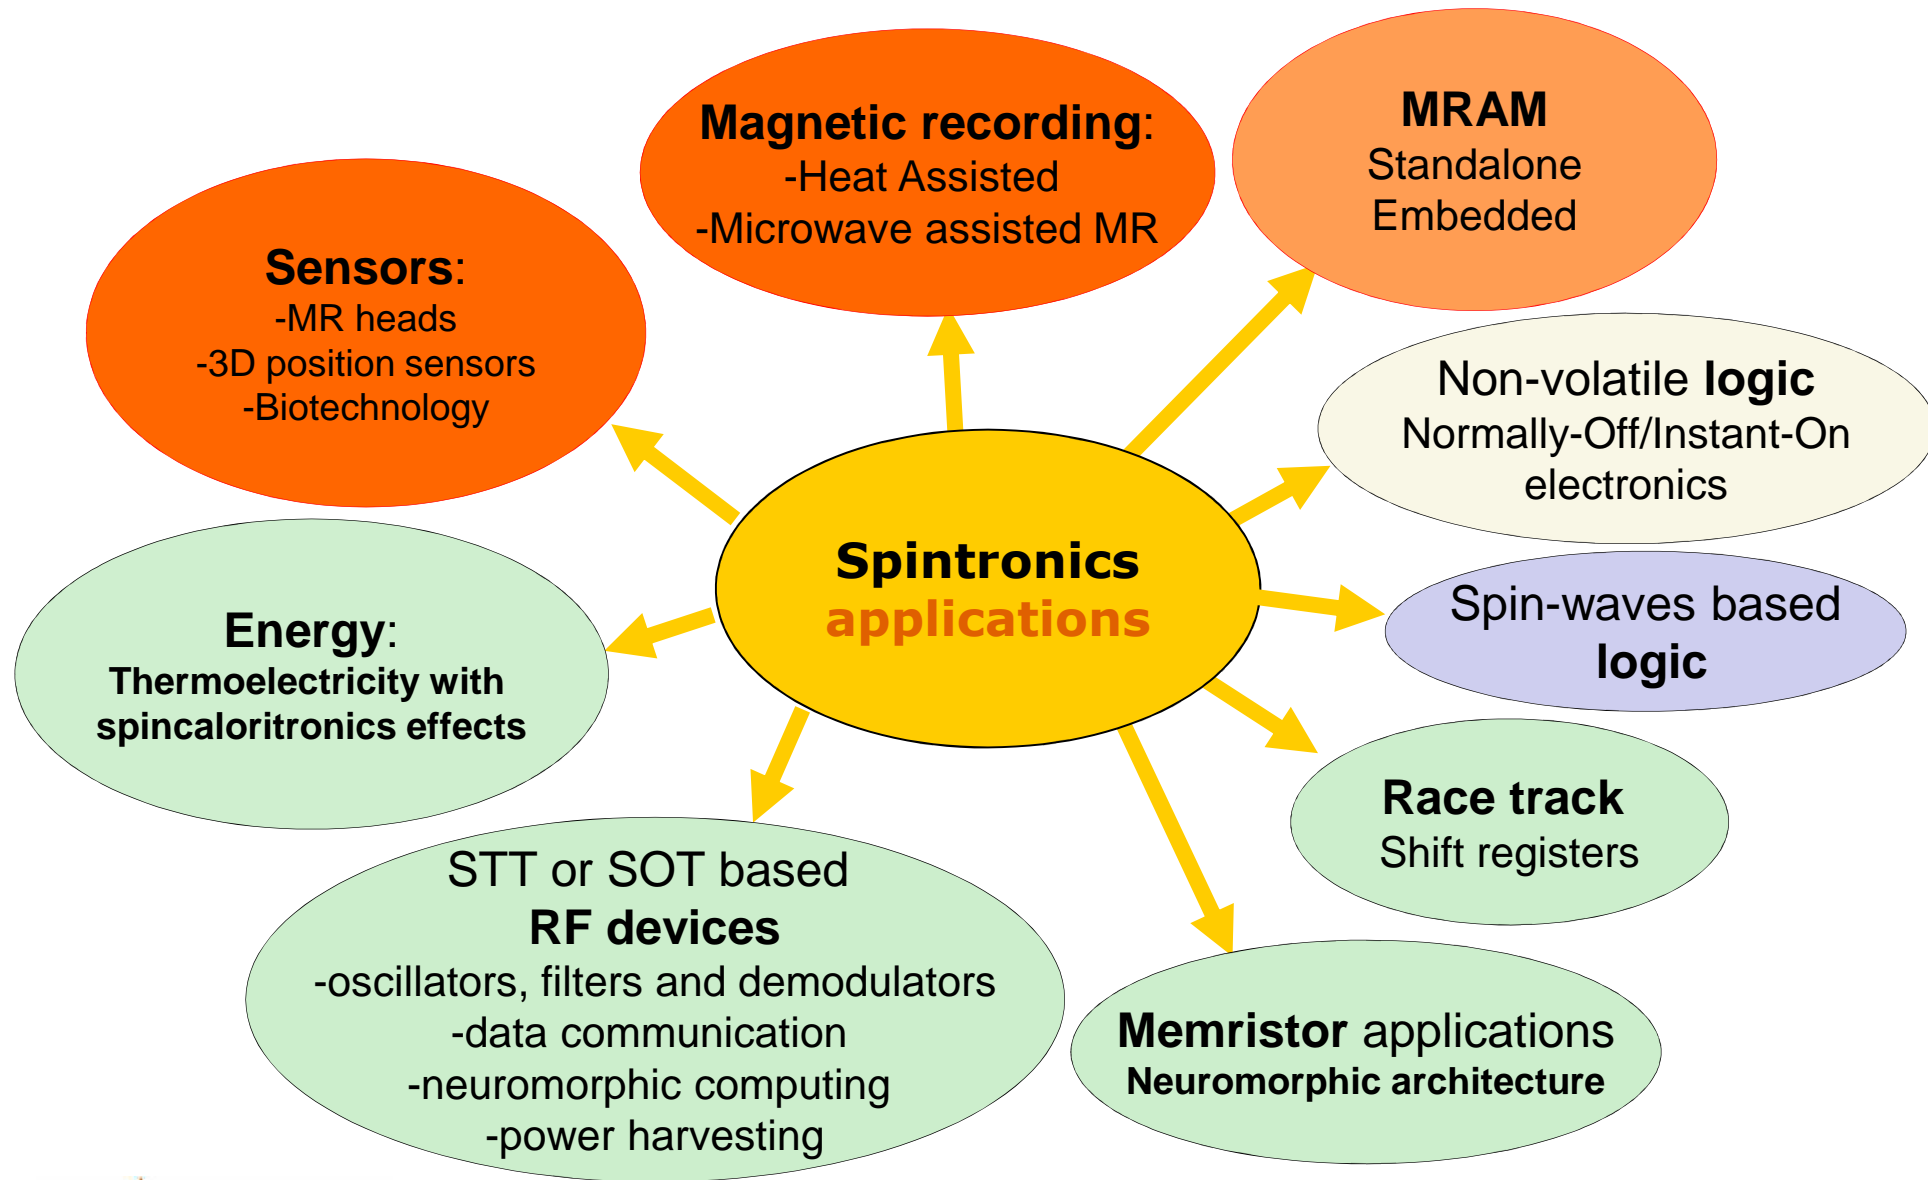 Magnetic recording:
-Heat Assisted
-Microwave assisted MR
MRAM
Standalone
Embedded
Sensors:
-MR heads
-3D position sensors
-Biotechnology
Non-volatile logic
Normally-Off/Instant-On
electronics
Spintronics
applications
Spin-waves based
logic
Energy:
Thermoelectricity with
spincaloritronics effects
Race track
Shift registers
STT or SOT based
RF devices
-oscillators, filters and demodulators
-data communication
-neuromorphic computing
-power harvesting
Memristor applications
Neuromorphic architecture